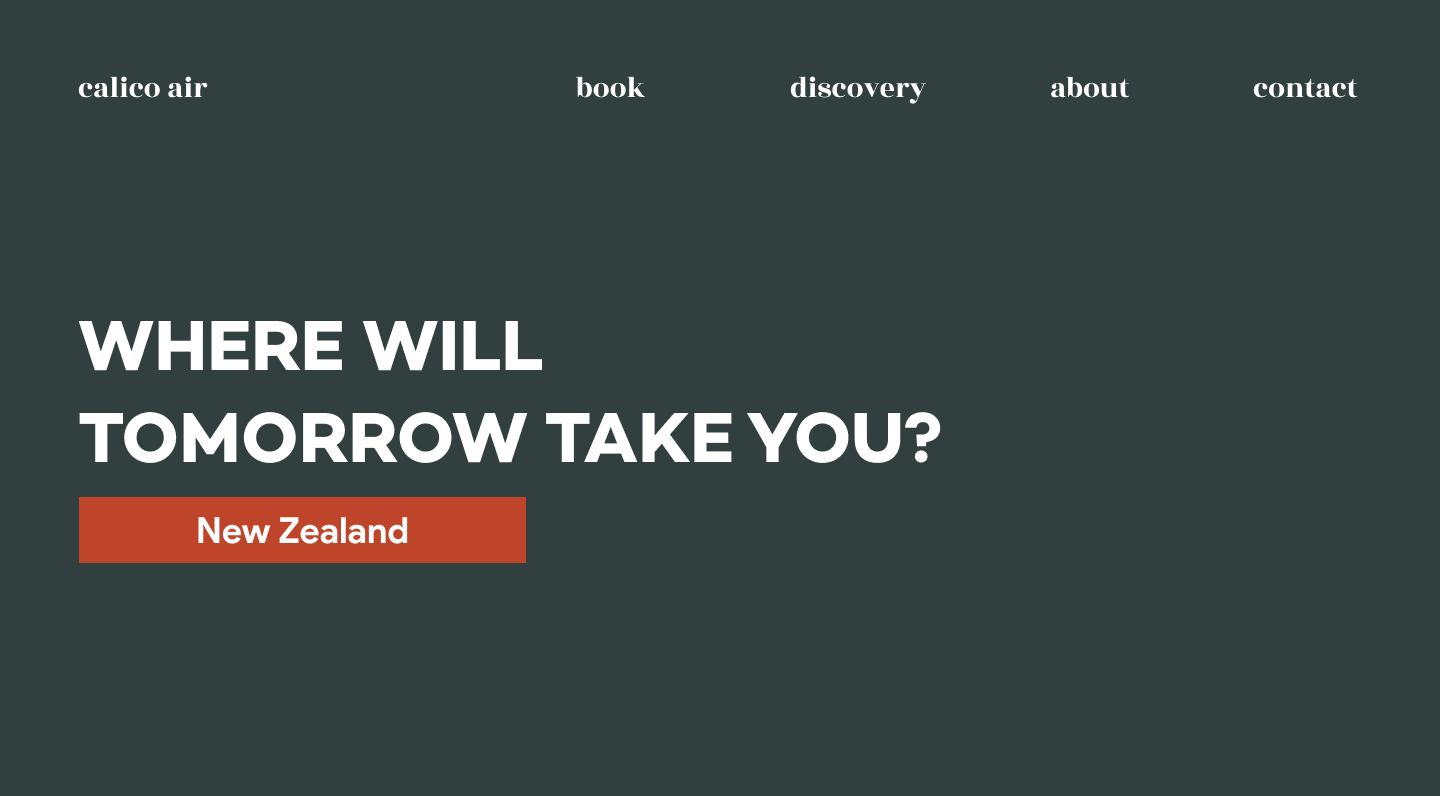 calico air book discovery about contact
WHERE WILL
TOMORROW TAKE YOU?
New Zealand